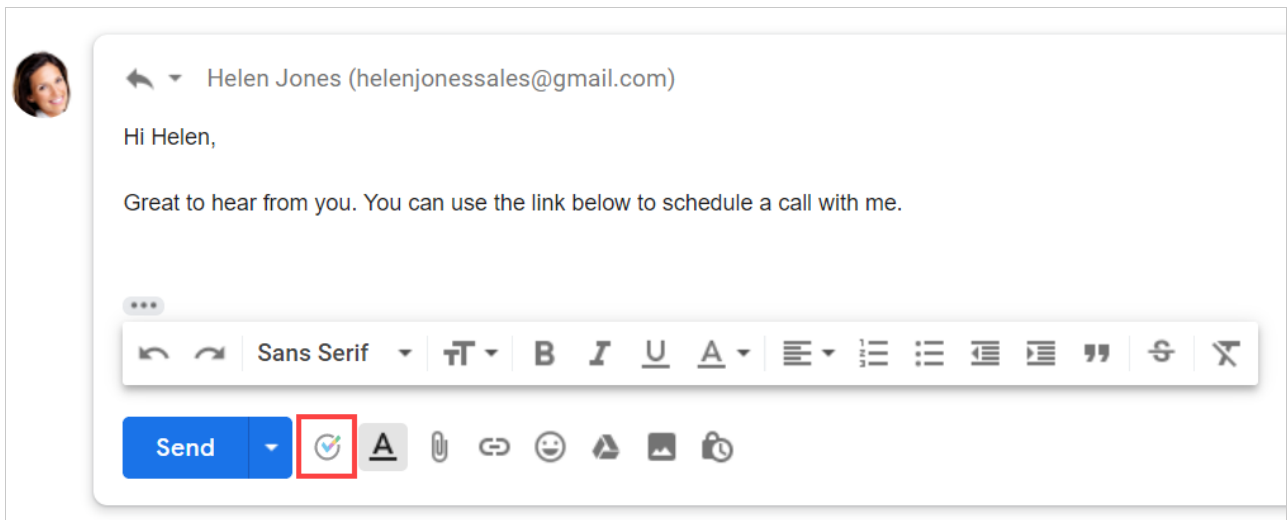 Helen Jones (helenjonessales@gmail.com)
Hi Helen,
Great to hear from you. You can use the link below to schedule a call with me.
Sans Serif
Send